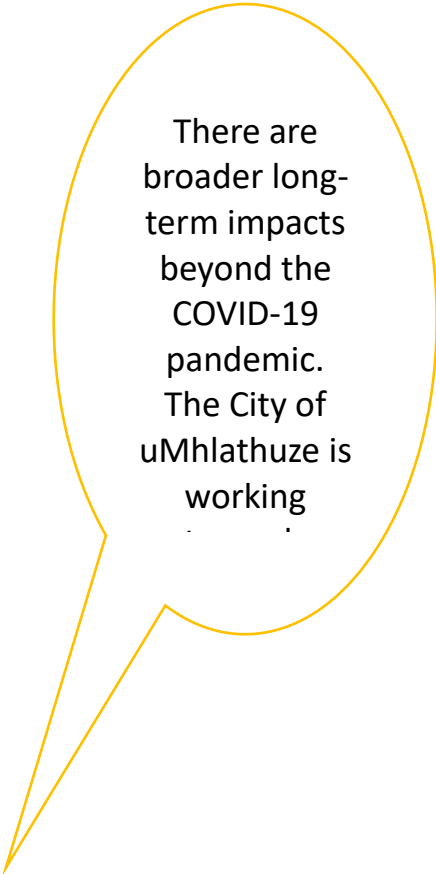 There are
broader long-
term impacts
beyond the
COVID-19
pandemic.
The City of
uMhlathuze is
working